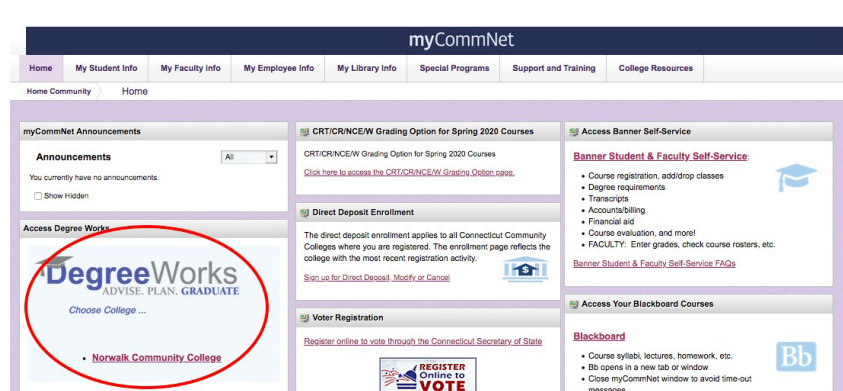 myCommNet
Home My Student Info My Faculty Info My Employee Info My Library Info Special Programs Support and Training College Resources
Home Community Home
myCommNet Announcements
Announcements All
You currently have no announcements.
Show Hidden
Access Degree Works
DegreeWorks
ADVISE. PLAN. GRADUATE
Choose College ...
• Norwalk Community College
CRT/CR/NCE/W Grading Option for Spring 2020 Courses
CRT/CR/NCE/W Grading Option for Spring 2020 Courses
Click here to access the CRT/CR/NCE/W Grading Option page.
Direct Deposit Enrollment
The direct deposit enrollment applies to all Connecticut Community
Colleges where you are registered. The enrollment page reflects the
college with the most recent registration activity.
$
Sign up for Direct Deposit, Modify or Cancel
Voter Registration
Register online to vote through the Connecticut Secretary of State
REGISTER
Online to
VOTE
Access Banner Self-Service
Banner Student & Faculty Self-Service:
• Course registration, add/drop classes
• Degree requirements
• Transcripts
• Accounts/billing
• Financial aid
• Course evaluation, and more!
• FACULTY: Enter grades, check course rosters, etc.
Banner Student & Faculty Self-Service FAQs
Access Your Blackboard Courses
Blackboard
• Course syllabi, lectures, homework, etc.
• Bb opens in a new tab or window
• Close myCommNet window to avoid time-out
messages
Bb